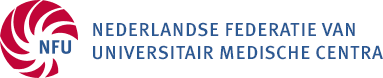 NFU
NEDERLANDSE FEDERATIE VAN
UNIVERSITAIR MEDISCHE CENTRA